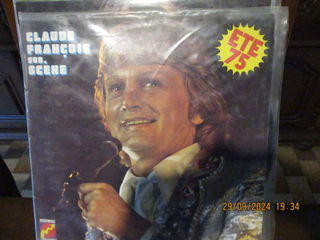 CLAUDE
FRANÇOIS
SUR
SCENE
ETE
75
29/09/2024 19:34